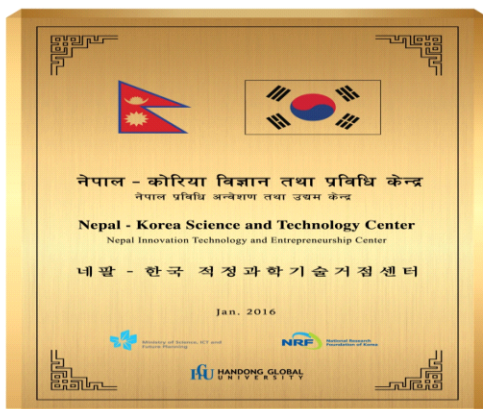 नेपाल - कोरिया विज्ञान तथा प्रविधि केन्द्र
नेपाल प्रविधि अन्वेशण तथा उद्यम केन्द्र
Nepal - Korea Science and Technology Center
Nepal Innovation Technology and Entrepreneurship Center
네팔 - 한국 적정과학기술거점센터
Jan. 2016
Ministry of Science, ICT and
Future Planning
NRF National Research
Foundation of Korea
HGU HANDONG GLOBAL
UNIVERSITY